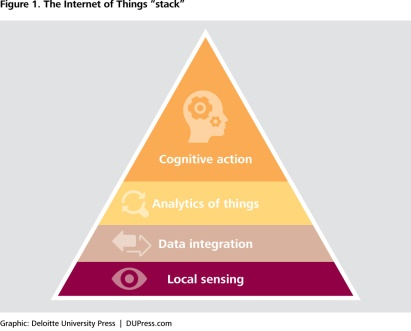 Figure 1. The Internet of Things "stack"
Cognitive action
Analytics of things
Data integration
Local sensing
Graphic: Deloitte University Press | DUPress.com